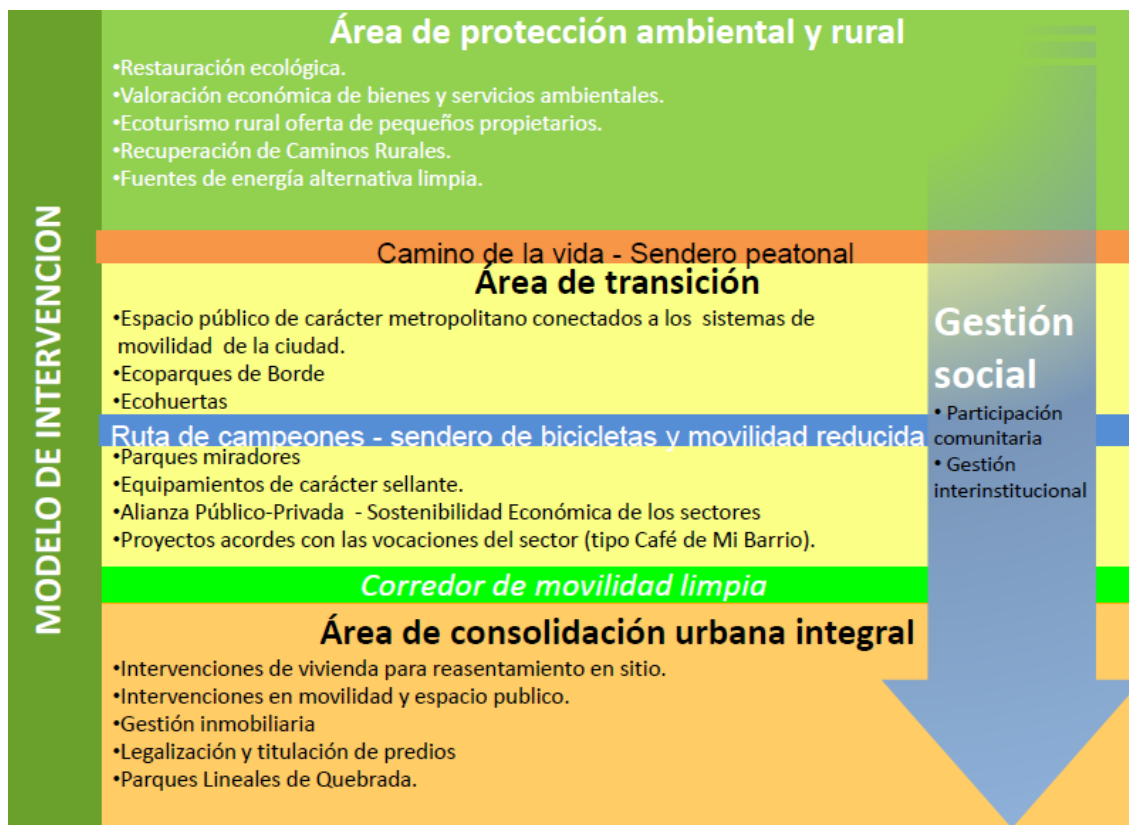 MODELO DE INTERVENCION
Área de protección ambiental y rural
•Restauración ecológica.
•Valoración económica de bienes y servicios ambientales.
•Ecoturismo rural oferta de pequeños propietarios.
•Recuperación de Caminos Rurales.
•Fuentes de energía alternativa limpia.
Camino de la vida - Sendero peatonal
Área de transición
•Espacio público de carácter metropolitano conectados a los sistemas de
movilidad de la ciudad.
•Ecoparques de Borde
•Ecohuertas
Ruta de campeones - sendero de bicicletas y movilidad reducida
•Parques miradores
•Equipamientos de carácter sellante.
•Alianza Público-Privada - Sostenibilidad Económica de los sectores
•Proyectos acordes con las vocaciones del sector (tipo Café de Mi Barrio).
Corredor de movilidad limpia
Área de consolidación urbana integral
•Intervenciones de vivienda para reasentamiento en sitio.
•Intervenciones en movilidad y espacio publico.
•Gestión inmobiliaria
•Legalización y titulación de predios
•Parques Lineales de Quebrada.
Gestión
social
• Participación
comunitaria
• Gestión
interinstitucional